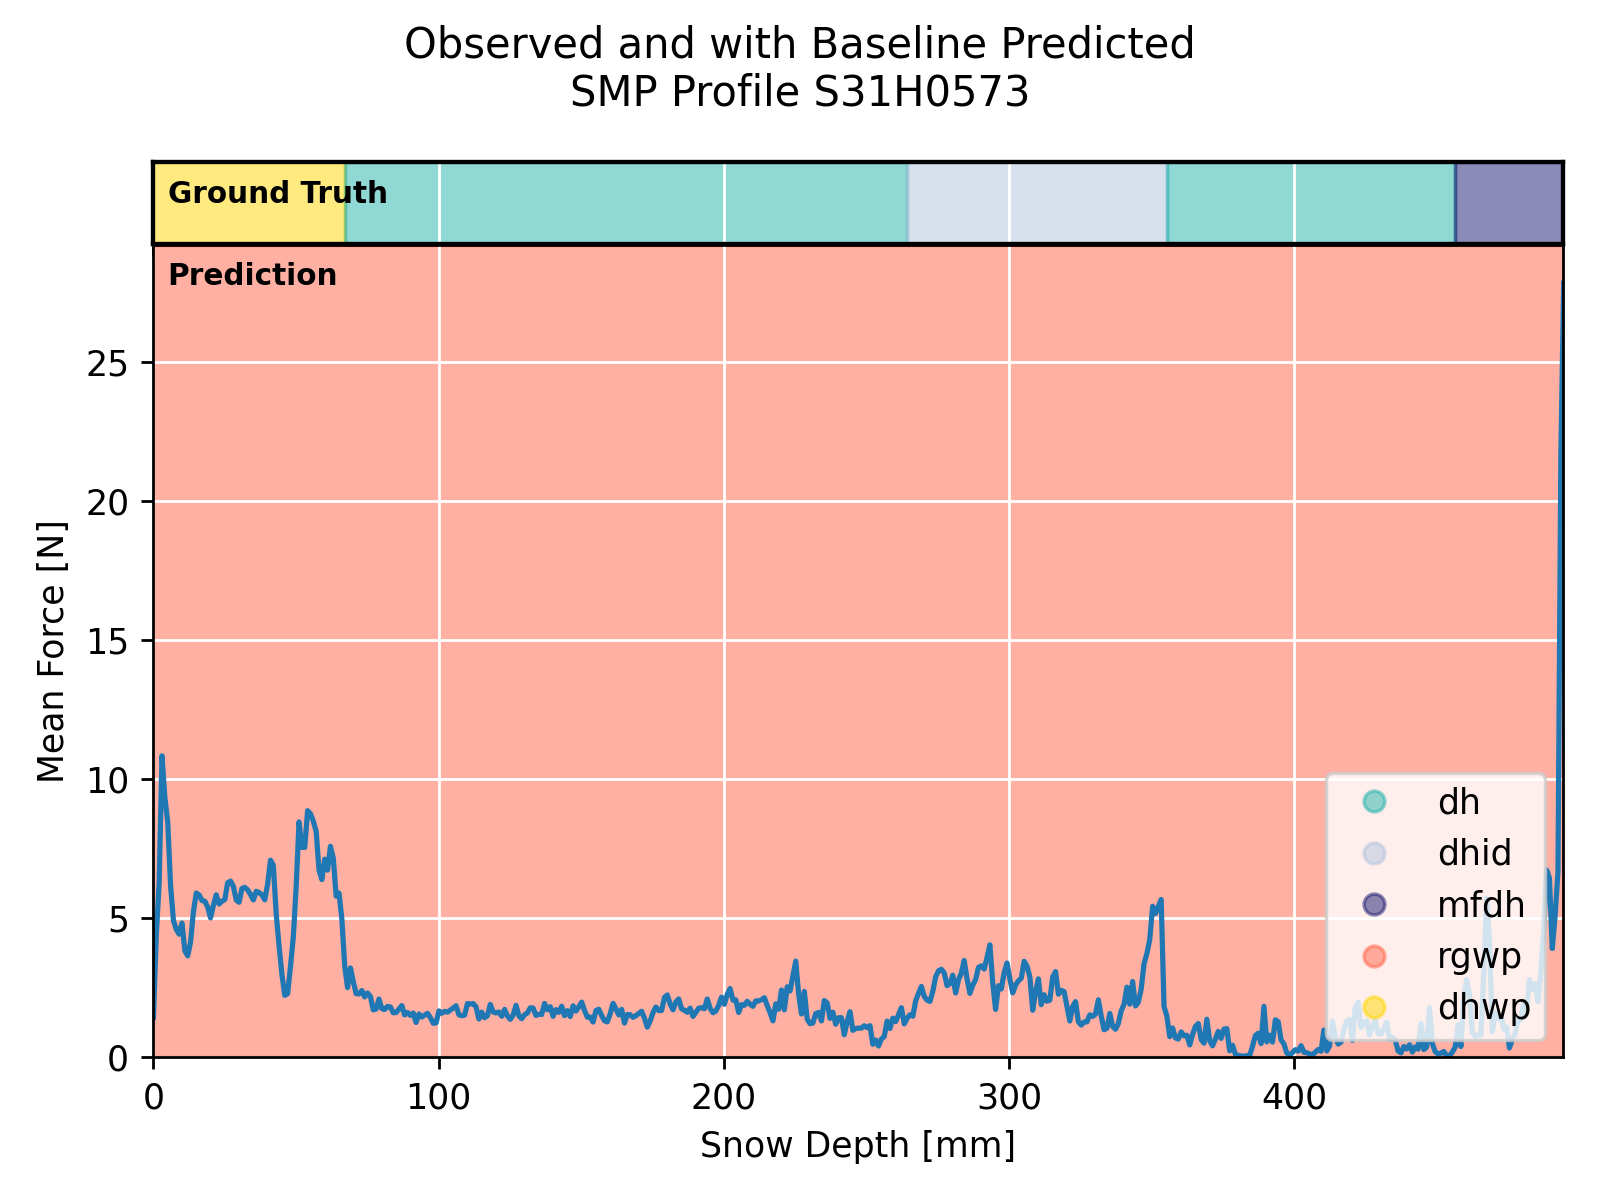 Observed and with Baseline Predicted
SMP Profile S31H0573
Ground Truth
Prediction
25
20
15
10
5
0
Mean Force [N]
dh
dhid
mfdh
rgwp
dhwp
0 100 200 300 400
Snow Depth [mm]